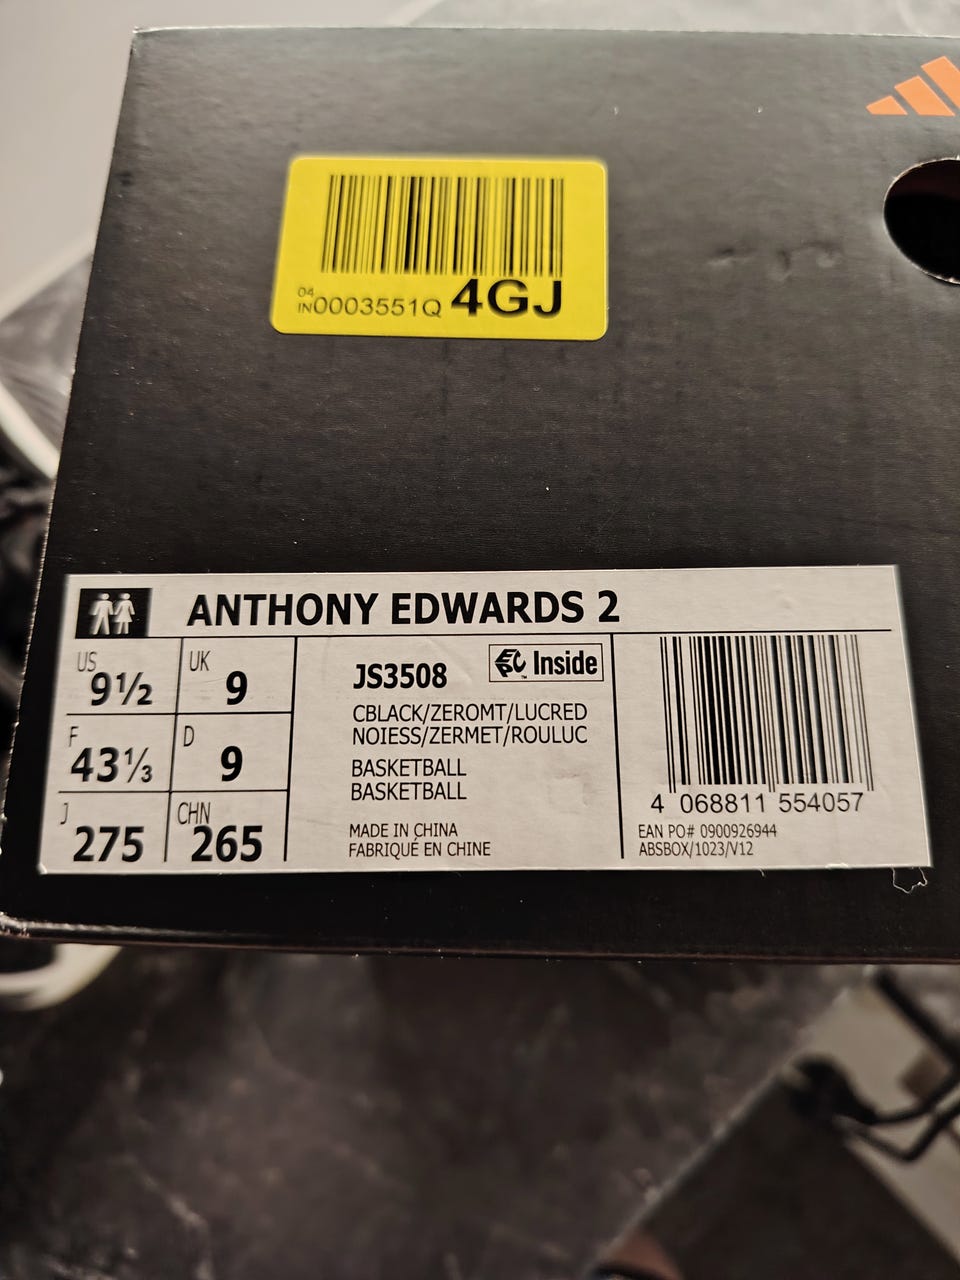 04
IN0003551Q 4GJ
ANTHONY EDWARDS 2
US 9½ UK 9
F 43⅓ D 9
J 275 CHN 265
JS3508 EPC Inside
™
CBLACK/ZEROMT/LUCRED
NOIESS/ZERMET/ROULUC
BASKETBALL
BASKETBALL
MADE IN CHINA
FABRIQUÉ EN CHINE
4 068811 554057
EAN PO# 0900926944
ABSBOX/1023/V12